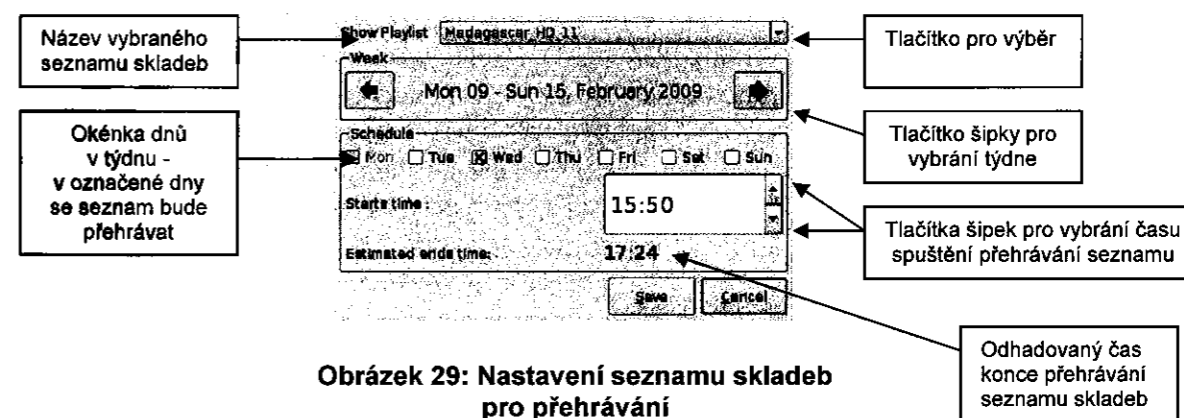 Název vybraného
seznamu skladeb
Okénka dnů
v týdnu -
v označené dny
se seznam bude
přehrávat
Show Playlist Madagascar HD 11
Week
Mon 09 - Sun 15, February 2009
Schedule
Mon Tue Wed Thu Fri Sat Sun
Starts time :
15:50
Estimated ends time:
17:24
Save Cancel
Tlačítko pro výběr
Tlačítko šipky pro
vybrání týdne
Tlačítka šipek pro vybrání času
spuštění přehrávání seznamu
Odhadovaný čas
konce přehrávání
seznamu skladeb
Obrázek 29: Nastavení seznamu skladeb
pro přehrávání